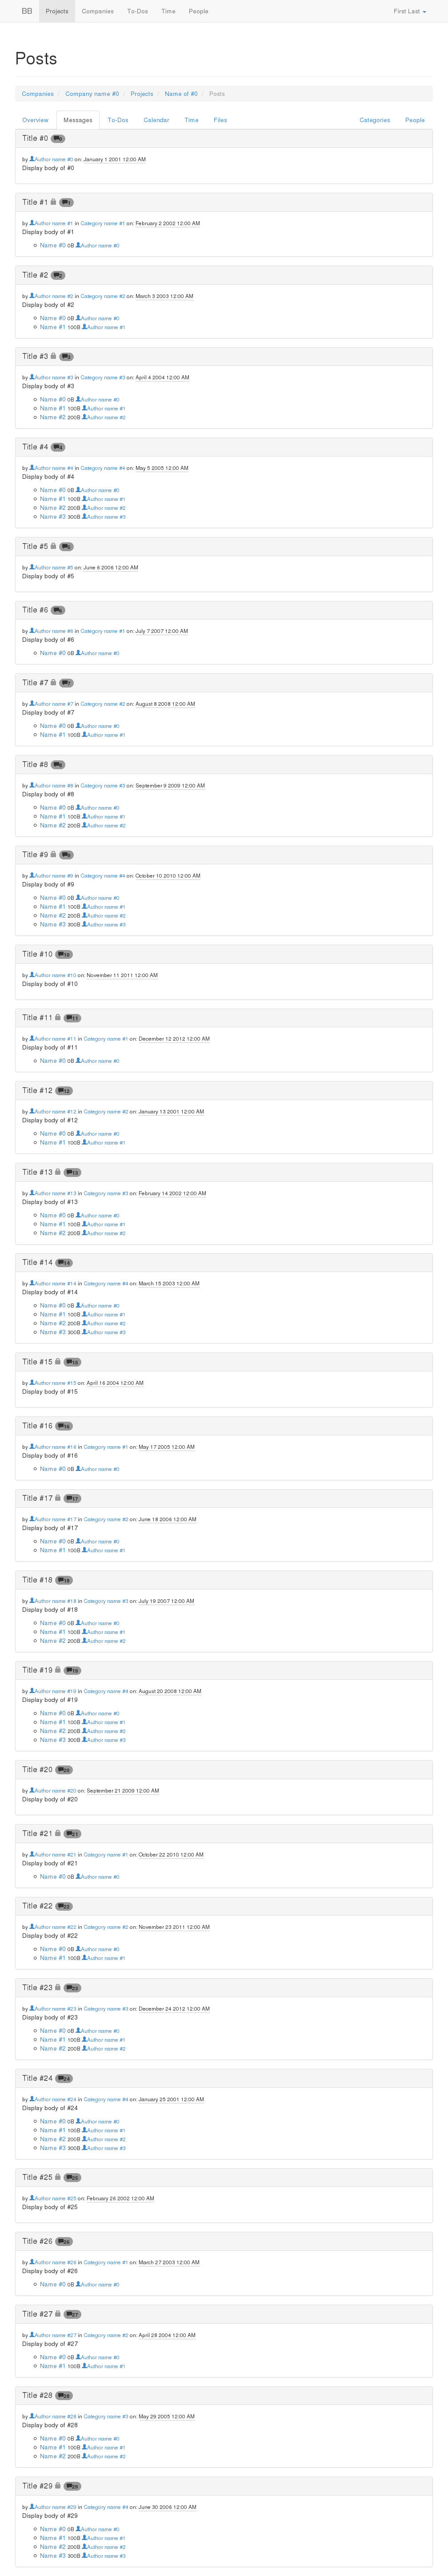 BB Projects Companies To-Dos Time People First Last
Posts
Companies / Company name #0 / Projects / Name of #0 / Posts
Overview Messages To-Dos Calendar Time Files Categories People
Title #0 0
by Author name #0 on: January 1 2001 12:00 AM
Display body of #0
Title #1 1
by Author name #1 in Category name #1 on: February 2 2002 12:00 AM
Display body of #1
Name #0 0B Author name #0
Title #2 2
by Author name #2 in Category name #2 on: March 3 2003 12:00 AM
Display body of #2
Name #0 0B Author name #0
Name #1 100B Author name #1
Title #3 3
by Author name #3 in Category name #3 on: April 4 2004 12:00 AM
Display body of #3
Name #0 0B Author name #0
Name #1 100B Author name #1
Name #2 200B Author name #2
Title #4 4
by Author name #4 in Category name #4 on: May 5 2005 12:00 AM
Display body of #4
Name #0 0B Author name #0
Name #1 100B Author name #1
Name #2 200B Author name #2
Name #3 300B Author name #3
Title #5 5
by Author name #5 on: June 6 2006 12:00 AM
Display body of #5
Title #6 6
by Author name #6 in Category name #1 on: July 7 2007 12:00 AM
Display body of #6
Name #0 0B Author name #0
Title #7 7
by Author name #7 in Category name #2 on: August 8 2008 12:00 AM
Display body of #7
Name #0 0B Author name #0
Name #1 100B Author name #1
Title #8 8
by Author name #8 in Category name #3 on: September 9 2009 12:00 AM
Display body of #8
Name #0 0B Author name #0
Name #1 100B Author name #1
Name #2 200B Author name #2
Title #9 9
by Author name #9 in Category name #4 on: October 10 2010 12:00 AM
Display body of #9
Name #0 0B Author name #0
Name #1 100B Author name #1
Name #2 200B Author name #2
Name #3 300B Author name #3
Title #10 10
by Author name #10 on: November 11 2011 12:00 AM
Display body of #10
Title #11 11
by Author name #11 in Category name #1 on: December 12 2012 12:00 AM
Display body of #11
Name #0 0B Author name #0
Title #12 12
by Author name #12 in Category name #2 on: January 13 2001 12:00 AM
Display body of #12
Name #0 0B Author name #0
Name #1 100B Author name #1
Title #13 13
by Author name #13 in Category name #3 on: February 14 2002 12:00 AM
Display body of #13
Name #0 0B Author name #0
Name #1 100B Author name #1
Name #2 200B Author name #2
Title #14 14
by Author name #14 in Category name #4 on: March 15 2003 12:00 AM
Display body of #14
Name #0 0B Author name #0
Name #1 100B Author name #1
Name #2 200B Author name #2
Name #3 300B Author name #3
Title #15 15
by Author name #15 on: April 16 2004 12:00 AM
Display body of #15
Title #16 16
by Author name #16 in Category name #1 on: May 17 2005 12:00 AM
Display body of #16
Name #0 0B Author name #0
Title #17 17
by Author name #17 in Category name #2 on: June 18 2006 12:00 AM
Display body of #17
Name #0 0B Author name #0
Name #1 100B Author name #1
Title #18 18
by Author name #18 in Category name #3 on: July 19 2007 12:00 AM
Display body of #18
Name #0 0B Author name #0
Name #1 100B Author name #1
Name #2 200B Author name #2
Title #19 19
by Author name #19 in Category name #4 on: August 20 2008 12:00 AM
Display body of #19
Name #0 0B Author name #0
Name #1 100B Author name #1
Name #2 200B Author name #2
Name #3 300B Author name #3
Title #20 20
by Author name #20 on: September 21 2009 12:00 AM
Display body of #20
Title #21 21
by Author name #21 in Category name #1 on: October 22 2010 12:00 AM
Display body of #21
Name #0 0B Author name #0
Title #22 22
by Author name #22 in Category name #2 on: November 23 2011 12:00 AM
Display body of #22
Name #0 0B Author name #0
Name #1 100B Author name #1
Title #23 23
by Author name #23 in Category name #3 on: December 24 2012 12:00 AM
Display body of #23
Name #0 0B Author name #0
Name #1 100B Author name #1
Name #2 200B Author name #2
Title #24 24
by Author name #24 in Category name #4 on: January 25 2001 12:00 AM
Display body of #24
Name #0 0B Author name #0
Name #1 100B Author name #1
Name #2 200B Author name #2
Name #3 300B Author name #3
Title #25 25
by Author name #25 on: February 26 2002 12:00 AM
Display body of #25
Title #26 26
by Author name #26 in Category name #1 on: March 27 2003 12:00 AM
Display body of #26
Name #0 0B Author name #0
Title #27 27
by Author name #27 in Category name #2 on: April 28 2004 12:00 AM
Display body of #27
Name #0 0B Author name #0
Name #1 100B Author name #1
Title #28 28
by Author name #28 in Category name #3 on: May 29 2005 12:00 AM
Display body of #28
Name #0 0B Author name #0
Name #1 100B Author name #1
Name #2 200B Author name #2
Title #29 29
by Author name #29 in Category name #4 on: June 30 2006 12:00 AM
Display body of #29
Name #0 0B Author name #0
Name #1 100B Author name #1
Name #2 200B Author name #2
Name #3 300B Author name #3